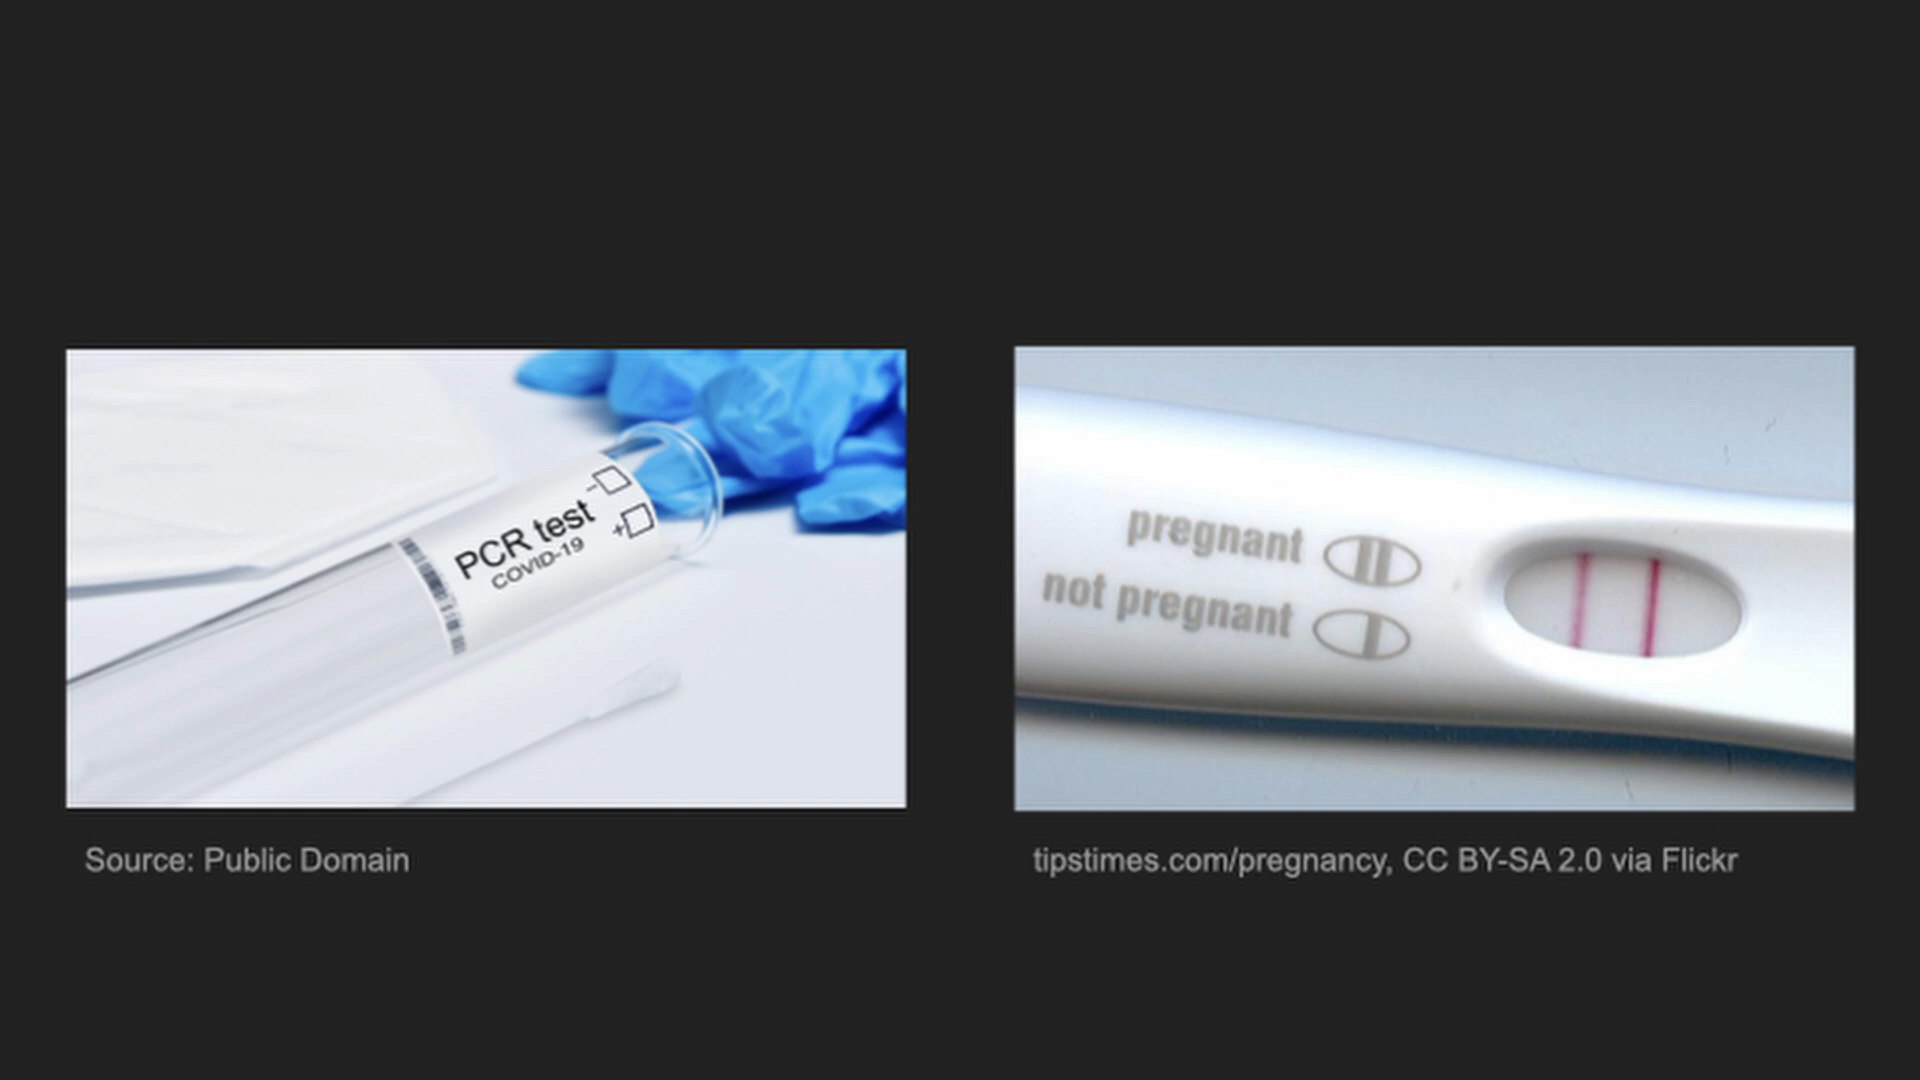 PCR test
COVID-19
-
+
Source: Public Domain
pregnant
not pregnant
tipstimes.com/pregnancy, CC BY-SA 2.0 via Flickr